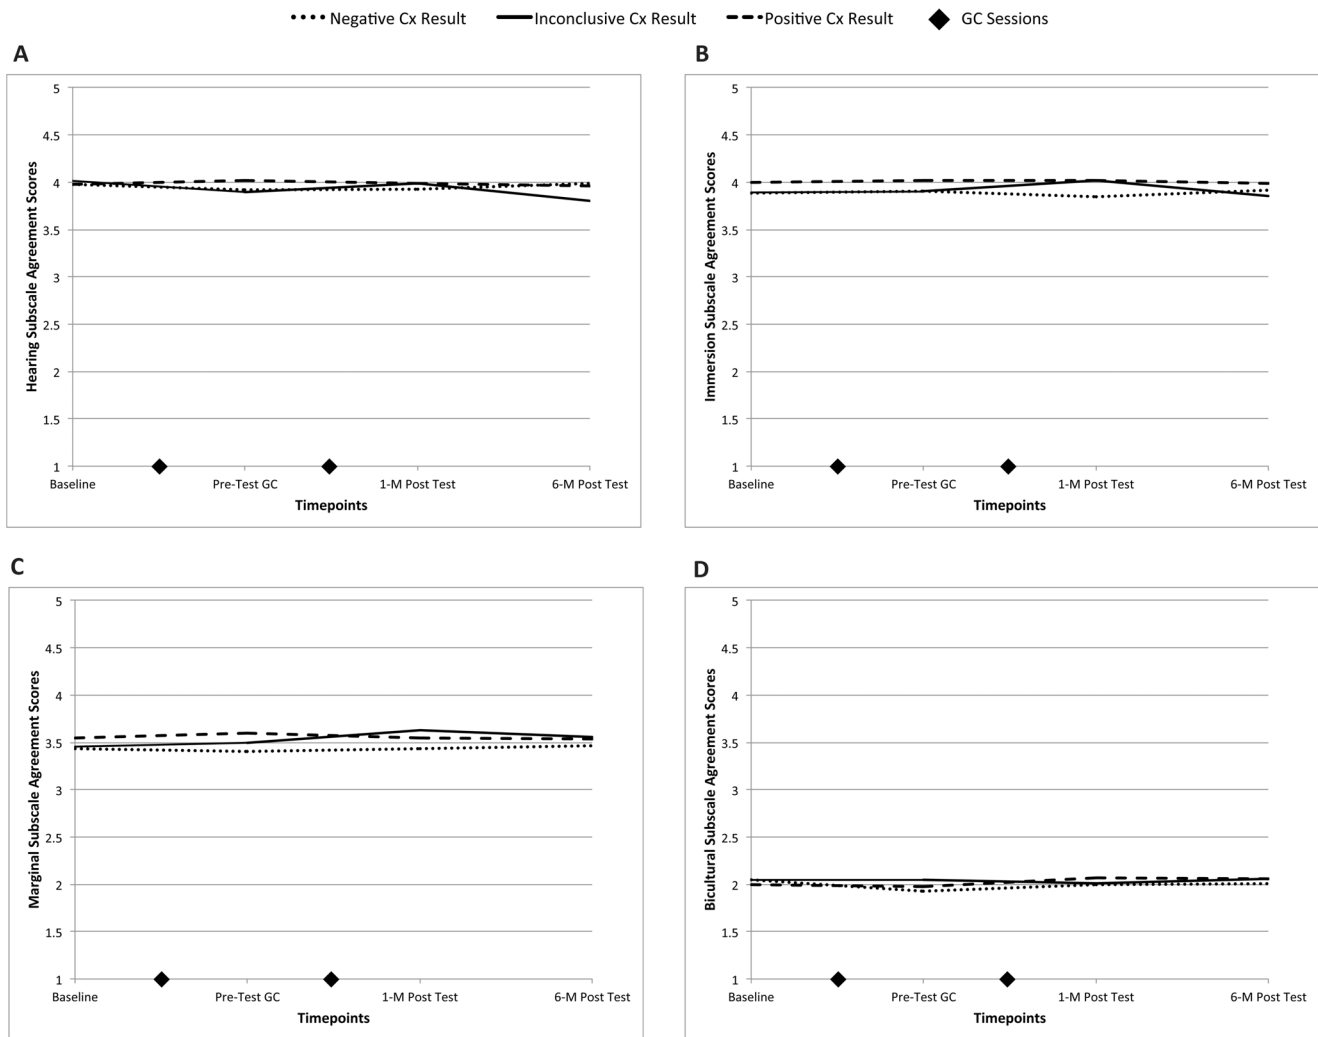 Negative Cx Result Inconclusive Cx Result Positive Cx Result GC Sessions
A
Hearing Subscale Agreement Scores
5
4.5
4
3.5
3
2.5
2
1.5
1
Baseline Pre-Test GC 1-M Post Test 6-M Post Test
Timepoints
B
Immersion Subscale Agreement Scores
5
4.5
4
3.5
3
2.5
2
1.5
1
Baseline Pre-Test GC 1-M Post Test 6-M Post Test
Timepoints
C
Marginal Subscale Agreement Scores
5
4.5
4
3.5
3
2.5
2
1.5
1
Baseline Pre-Test GC 1-M Post Test 6-M Post Test
Timepoints
D
Bicultural Subscale Agreement Scores
5
4.5
4
3.5
3
2.5
2
1.5
1
Baseline Pre-Test GC 1-M Post Test 6-M Post Test
Timepoints